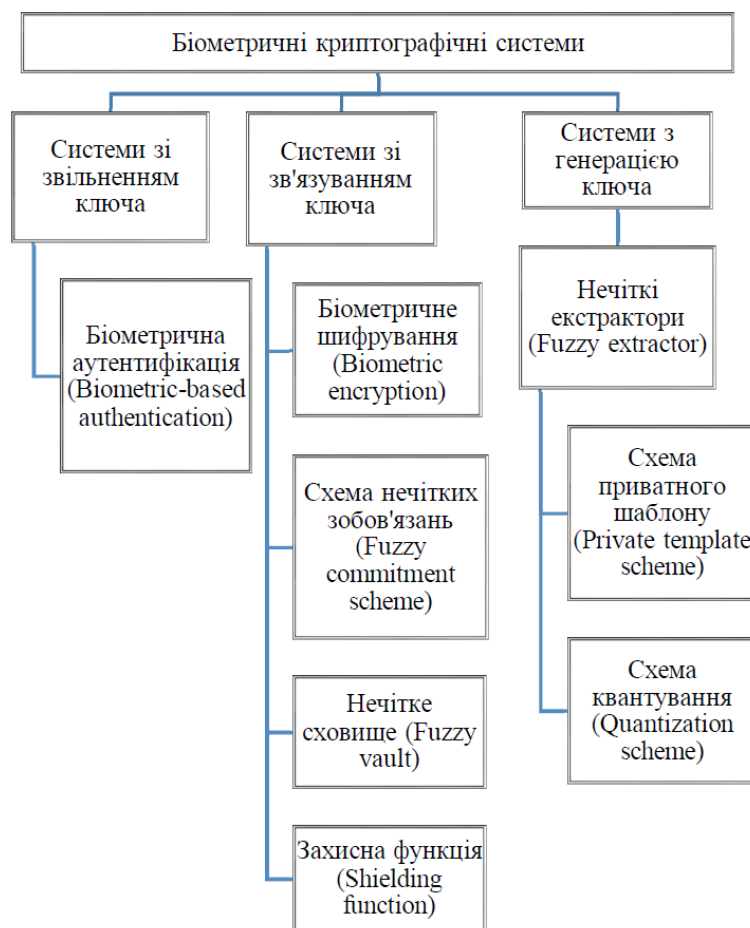 Біометричні криптографічні системи
Системи зі
звільненням
ключа
Біометрична
аутентифікація
(Biometric-based
authentication)
Системи зі
зв'язуванням
ключа
Біометричне
шифрування
(Biometric
encryption)
Схема нечітких
зобов'язань
(Fuzzy
commitment
scheme)
Нечітке
сховище (Fuzzy
vault)
Захисна функція
(Shielding
function)
Системи з
генерацією
ключа
Нечіткі
екстрактори
(Fuzzy extractor)
Схема
приватного
шаблону
(Private template
scheme)
Схема
квантування
(Quantization
scheme)